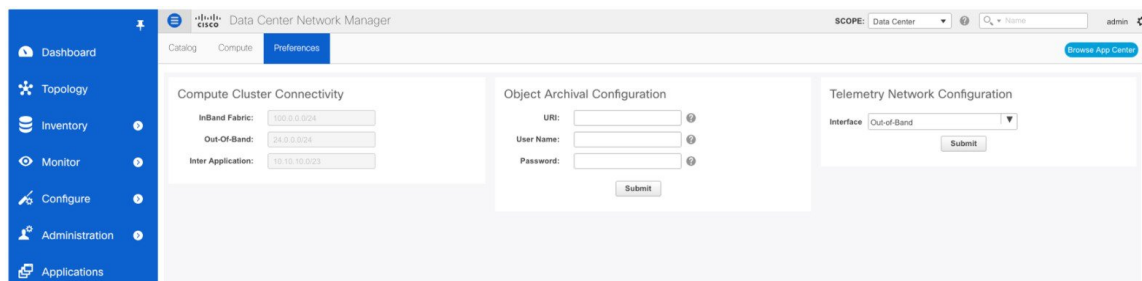 cisco Data Center Network Manager
SCOPE: Data Center
Name
admin
Dashboard
Topology
Inventory
Monitor
Configure
Administration
Applications
Catalog Compute Preferences
Browse App Center
Compute Cluster Connectivity
InBand Fabric: 100.0.0.0/24
Out-Of-Band: 24.0.0.0/24
Inter Application: 10.10.10.0/23
Object Archival Configuration
URI:
User Name:
Password:
Submit
Telemetry Network Configuration
Interface Out-of-Band
Submit